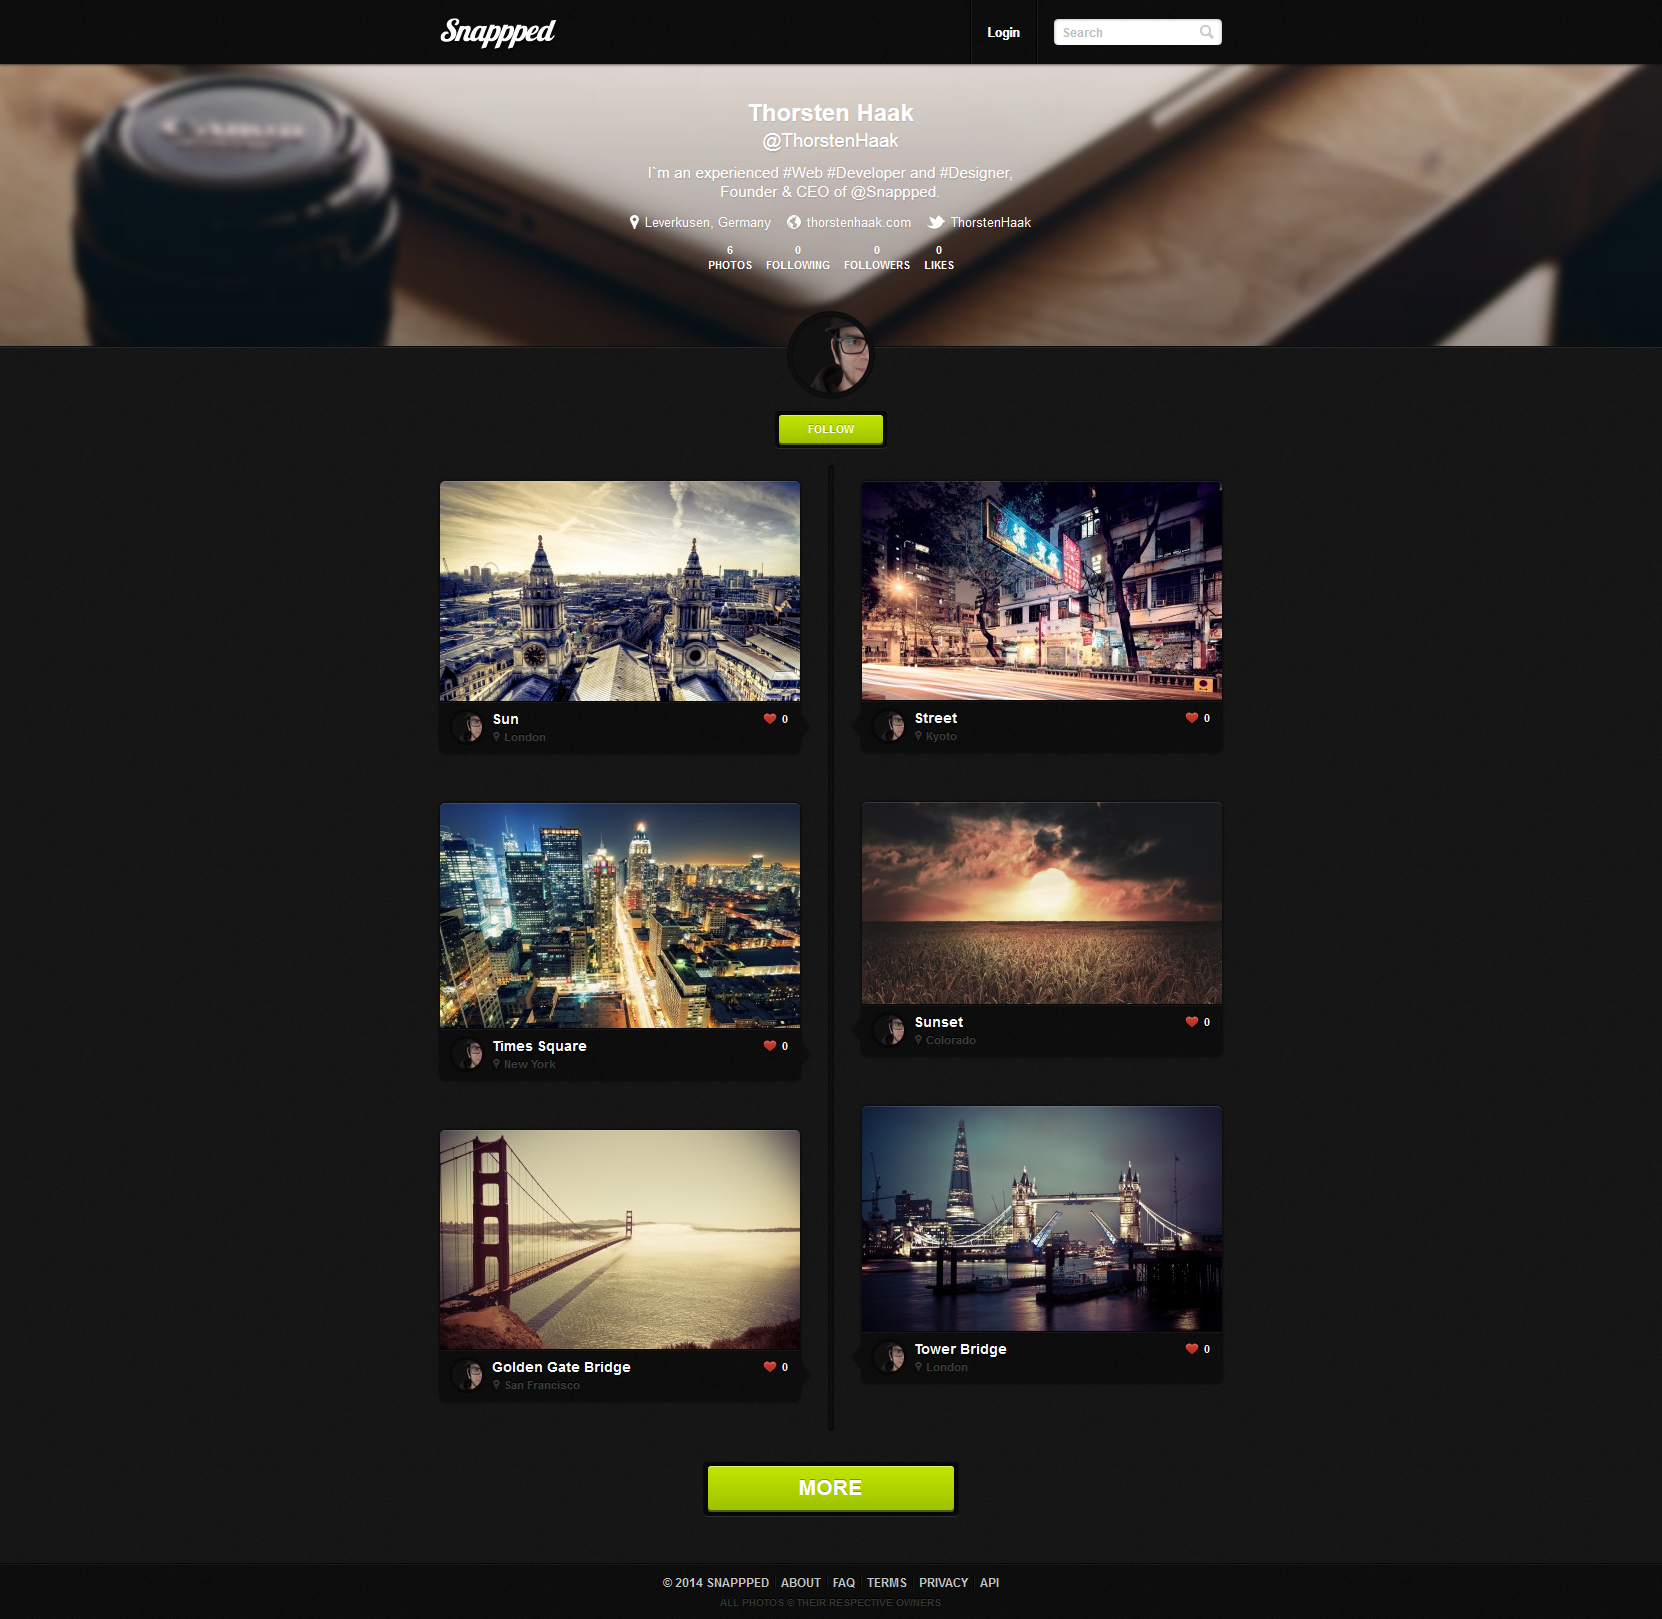 Snappped
Login
Search
Thorsten Haak
@ThorstenHaak
I`m an experienced #Web #Developer and #Designer,
Founder & CEO of @Snappped.
Leverkusen, Germany thorstenhaak.com ThorstenHaak
6 0 0 0
PHOTOS FOLLOWING FOLLOWERS LIKES
FOLLOW
Sun 0
London
Street 0
Kyoto
Times Square 0
New York
Sunset 0
Colorado
Golden Gate Bridge 0
San Francisco
Tower Bridge 0
London
MORE
© 2014 SNAPPPED ABOUT FAQ TERMS PRIVACY API
ALL PHOTOS © THEIR RESPECTIVE OWNERS